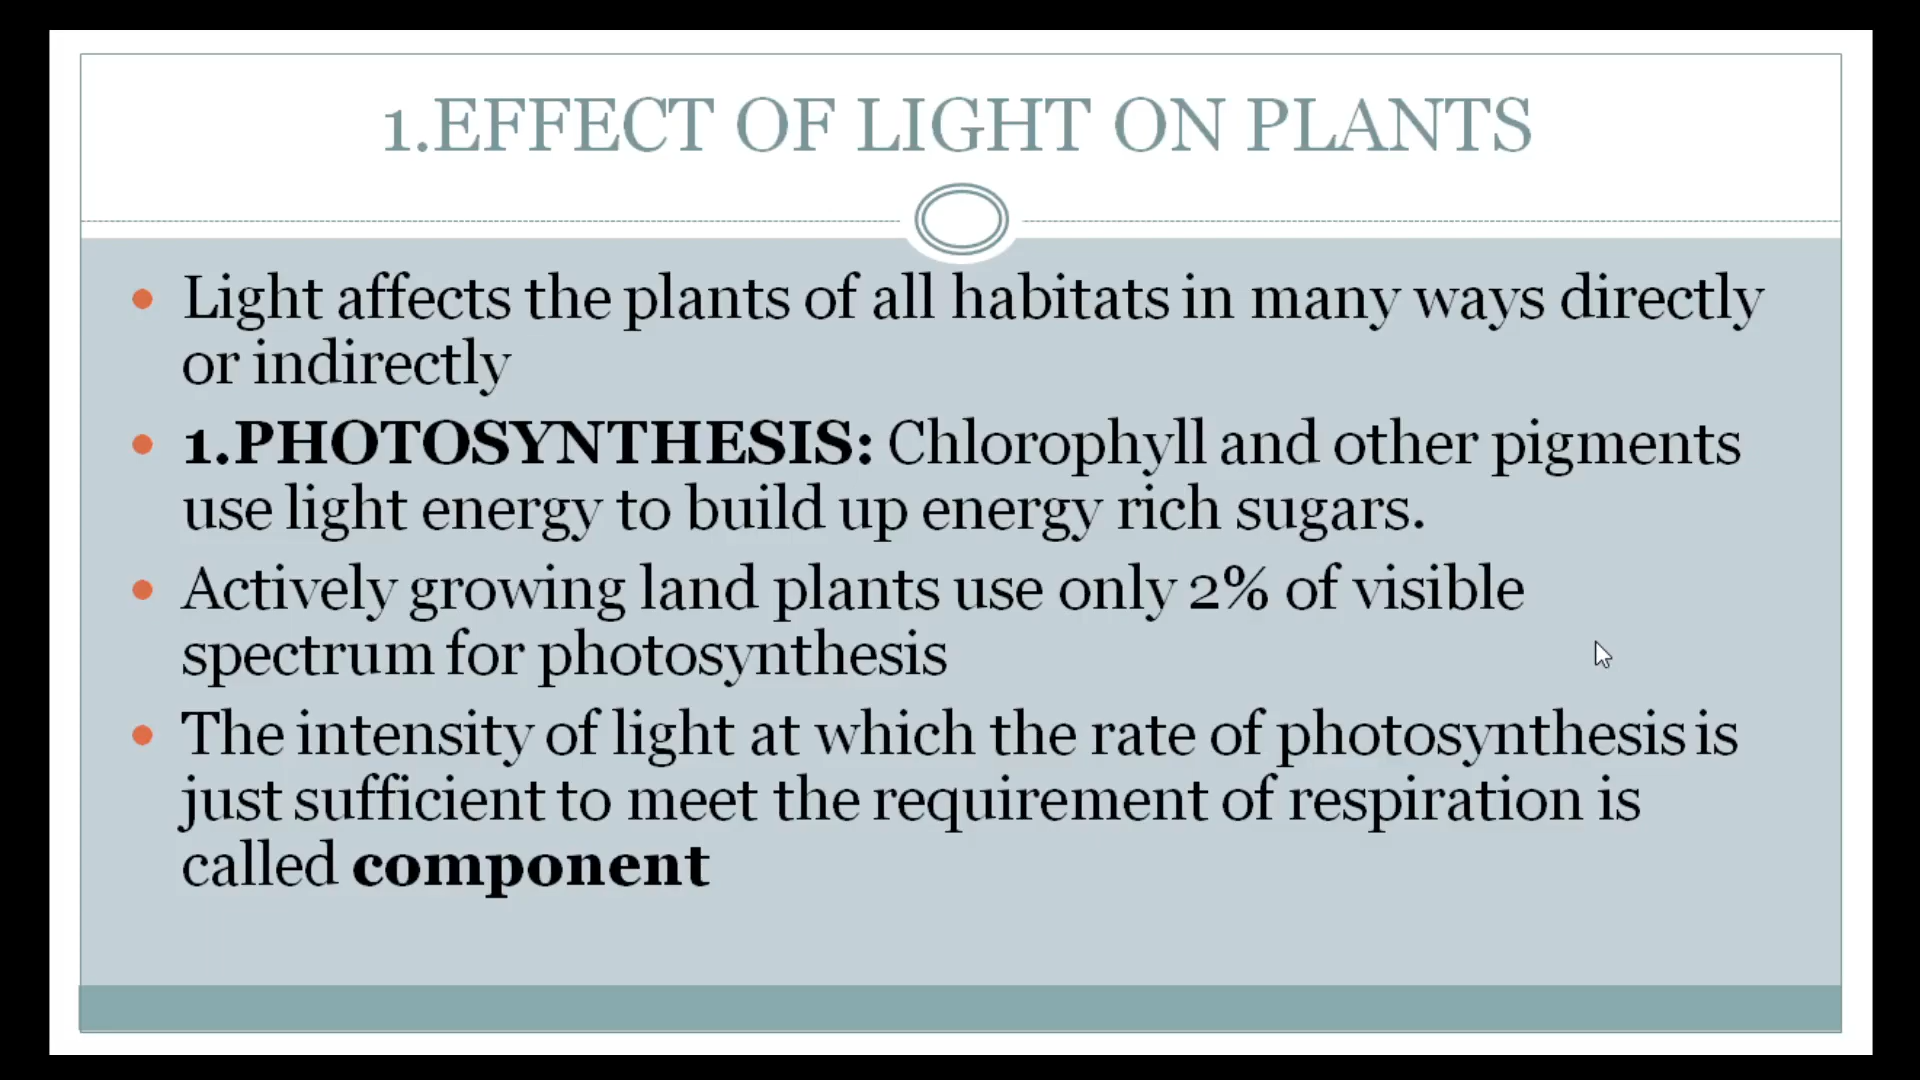 1.EFFECT OF LIGHT ON PLANTS
• Light affects the plants of all habitats in many ways directly
or indirectly
• 1.PHOTOSYNTHESIS: Chlorophyll and other pigments
use light energy to build up energy rich sugars.
• Actively growing land plants use only 2% of visible
spectrum for photosynthesis
• The intensity of light at which the rate of photosynthesis is
just sufficient to meet the requirement of respiration is
called component